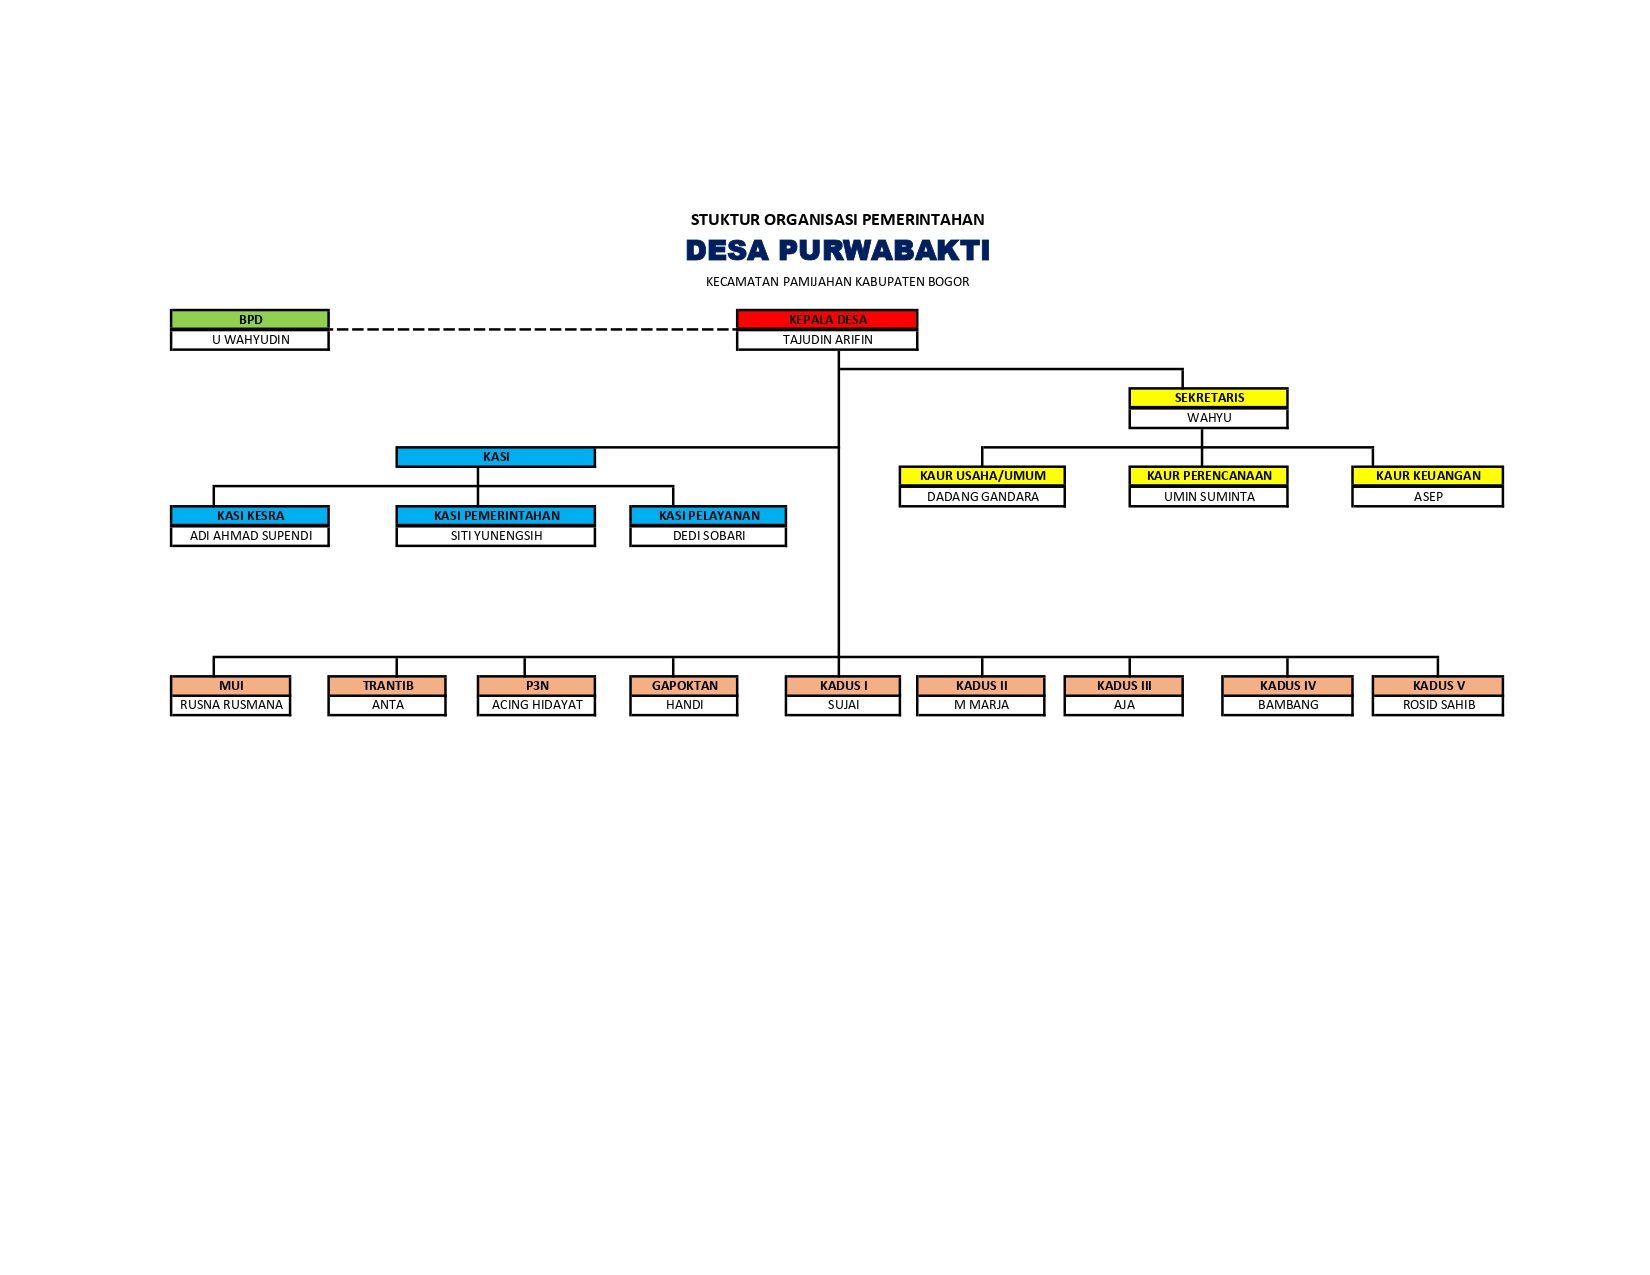 STUKTUR ORGANISASI PEMERINTAHAN
DESA PURWABAKTI
KECAMATAN PAMIJAHAN KABUPATEN BOGOR
BPD
U WAHYUDIN
KEPALA DESA
TAJUDIN ARIFIN
SEKRETARIS
WAHYU
KASI
KAUR USAHA/UMUM
DADANG GANDARA
KAUR PERENCANAAN
UMIN SUMINTA
KAUR KEUANGAN
ASEP
KASI KESRA
ADI AHMAD SUPENDI
KASI PEMERINTAHAN
SITI YUNENGSIH
KASI PELAYANAN
DEDI SOBARI
MUI
RUSNA RUSMANA
TRANTIB
ANTA
P3N
ACING HIDAYAT
GAPOKTAN
HANDI
KADUS I
SUJAI
KADUS II
M MARJA
KADUS III
AJA
KADUS IV
BAMBANG
KADUS V
ROSID SAHIB